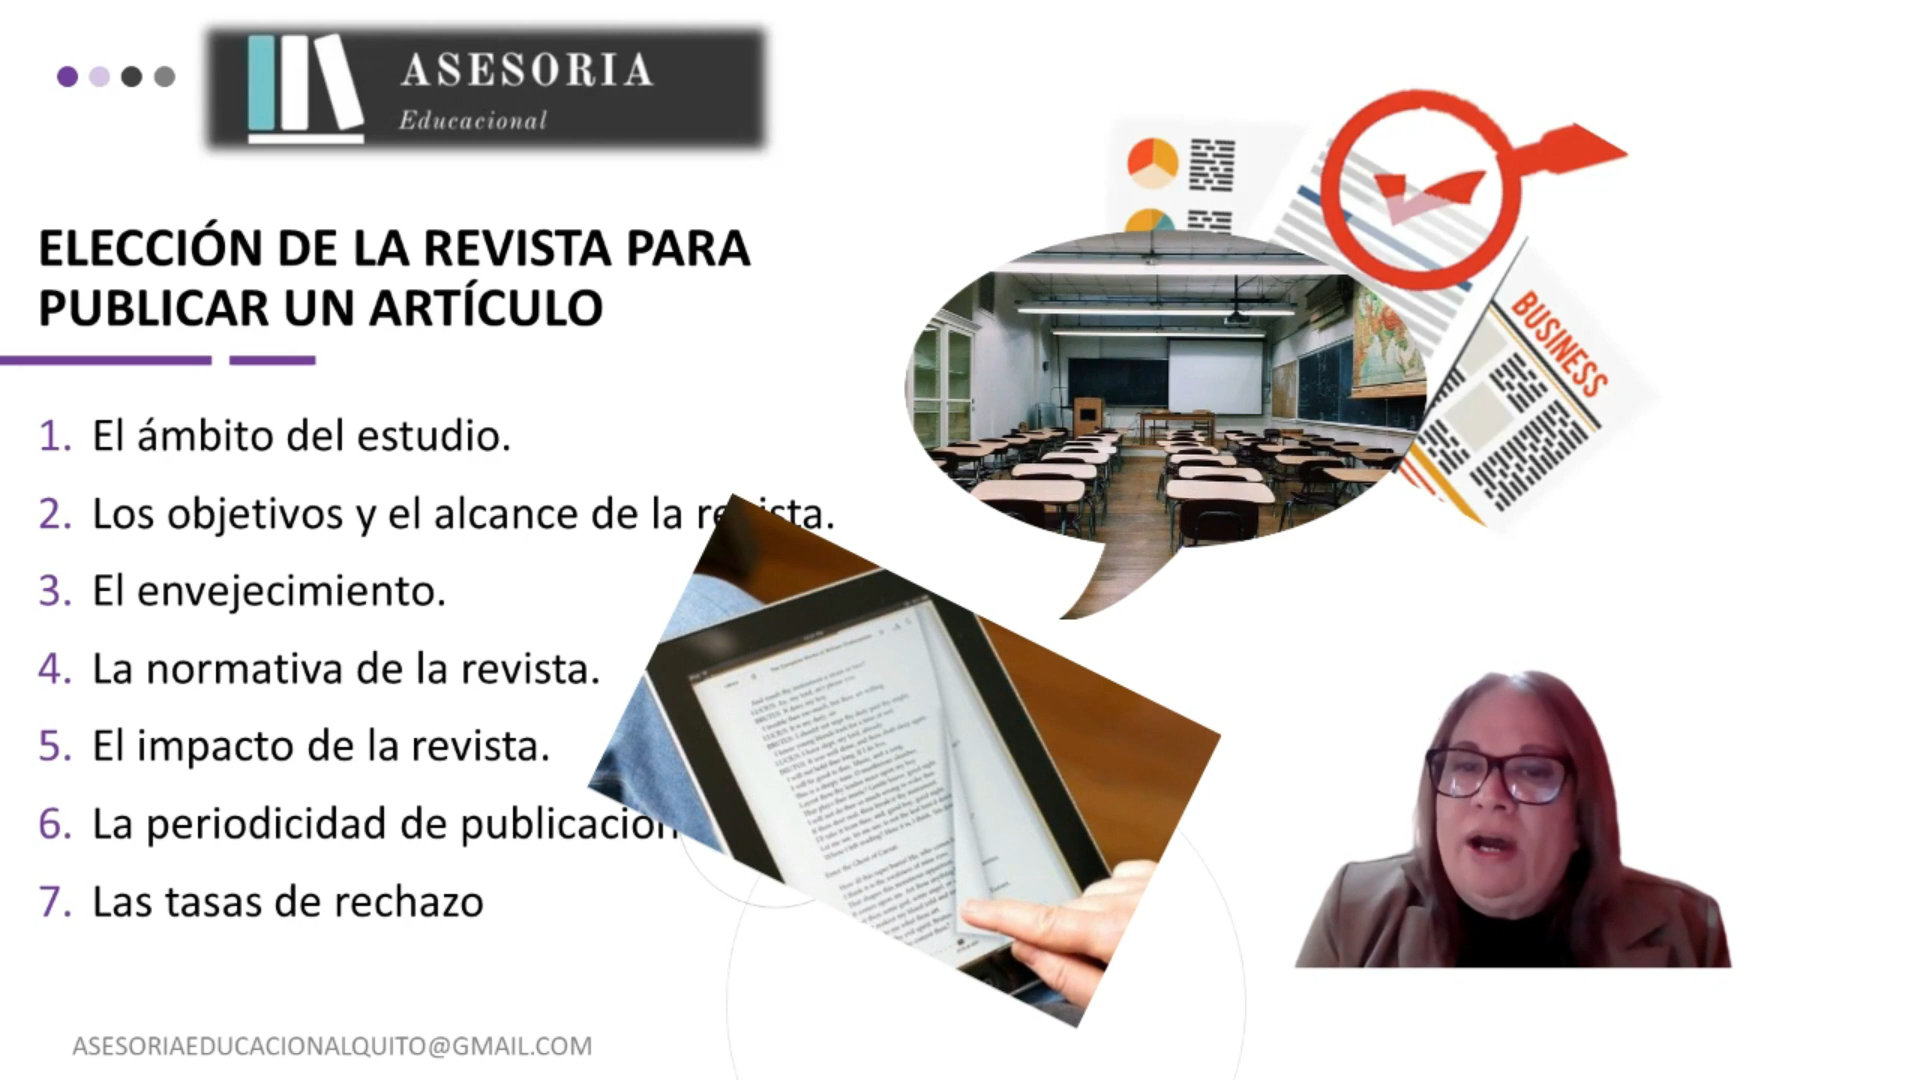 ASESORIA
Educacional
ELECCIÓN DE LA REVISTA PARA
PUBLICAR UN ARTÍCULO
1. El ámbito del estudio.
2. Los objetivos y el alcance de la revista.
3. El envejecimiento.
4. La normativa de la revista.
5. El impacto de la revista.
6. La periodicidad de publicación
7. Las tasas de rechazo
BUSINESS
ASESORIAEDUCACIONALQUITO@GMAIL.COM